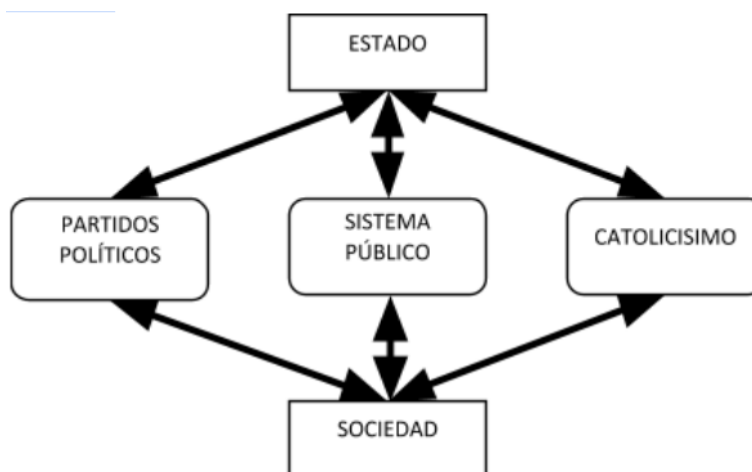 ESTADO
PARTIDOS
POLÍTICOS
SISTEMA
PÚBLICO
CATOLICISIMO
SOCIEDAD